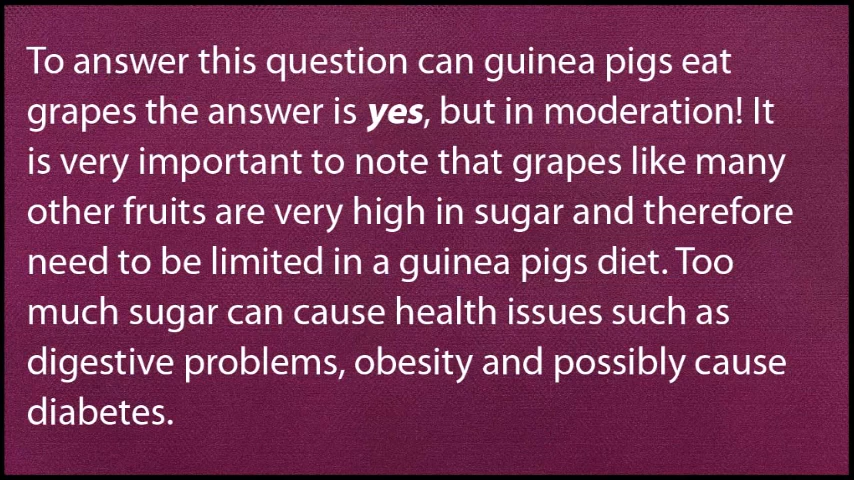 To answer this question can guinea pigs eat
grapes the answer is yes, but in moderation! It
is very important to note that grapes like many
other fruits are very high in sugar and therefore
need to be limited in a guinea pigs diet. Too
much sugar can cause health issues such as
digestive problems, obesity and possibly cause
diabetes.